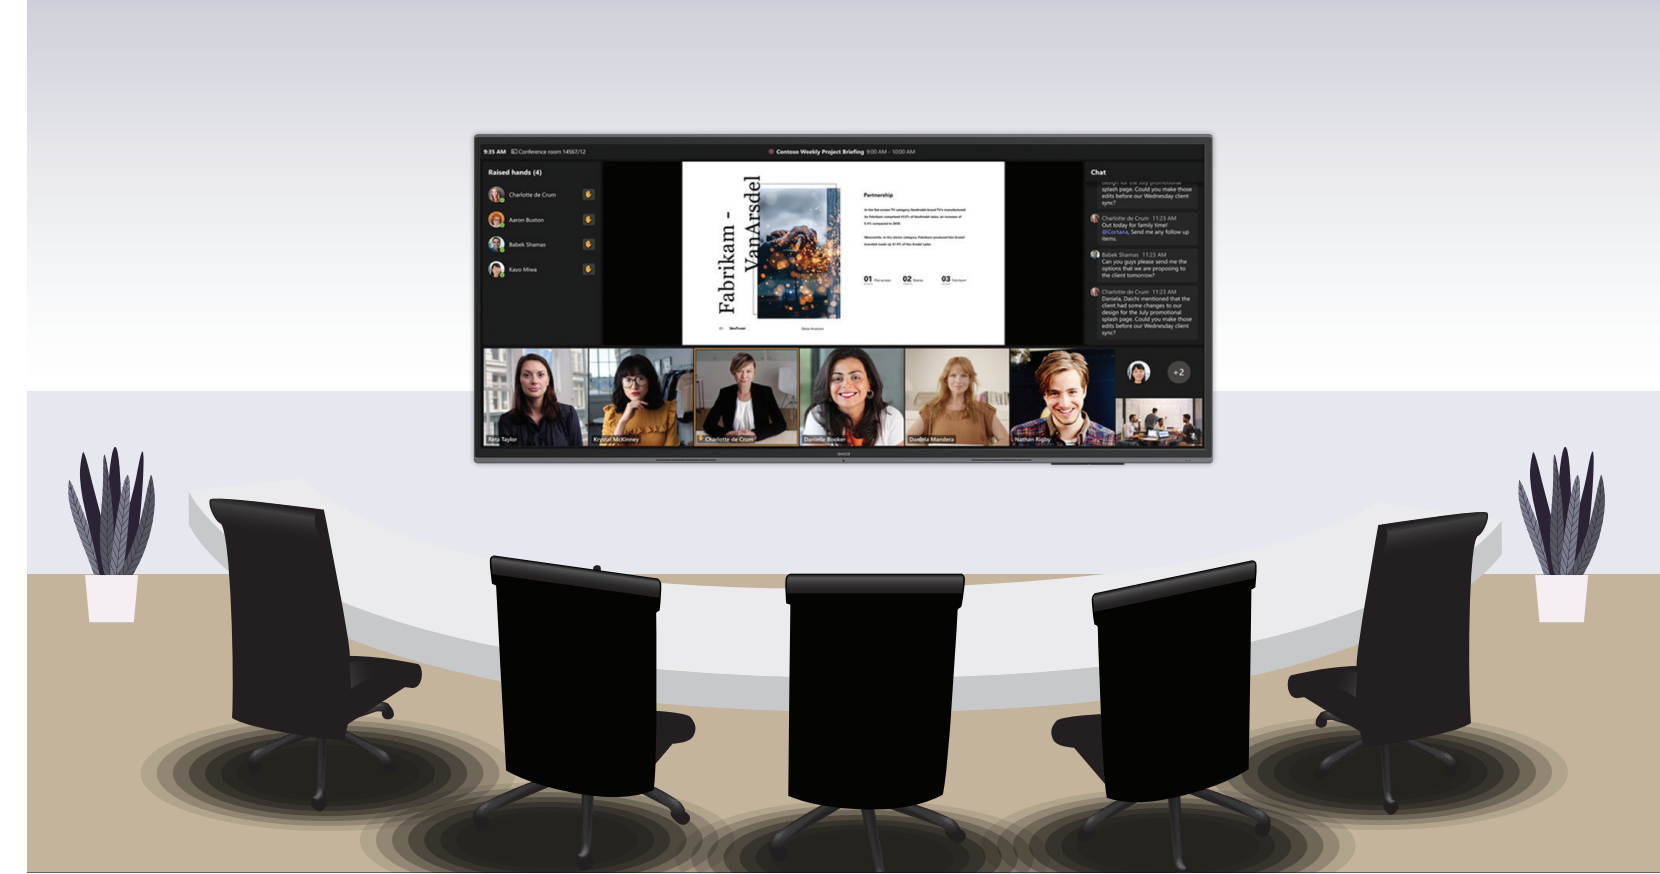 9:35 AM Conference room 14567/12
Contoso Weekly Project Briefing 9:00 AM - 10:00 AM
Raised hands (4)
Charlotte de Crum
Aaron Buxton
Babek Shamas
Kavo Miwa
Fabrikam -
VanArsdel
Partnership
01
02
03
Chat
design for the July promotional
splash page. Could you make those
edits before our Wednesday client
sync?
Charlotte de Crum 11:23 AM
Out today for family time!
@Cortana, Send me any follow up
items.
Babek Shamas 11:23 AM
Can you guys please send me the
options that we are proposing to
the client tomorrow?
Charlotte de Crum 11:23 AM
Daniela, Daichi mentioned that the
client had some changes to our
design for the July promotional
splash page. Could you make those
edits before our Wednesday client
sync?
Reta Taylor
Krystal McKinney
Charlotte de Crum
Danielle Booker
Daniela Mandera
Nathan Rigby
+2